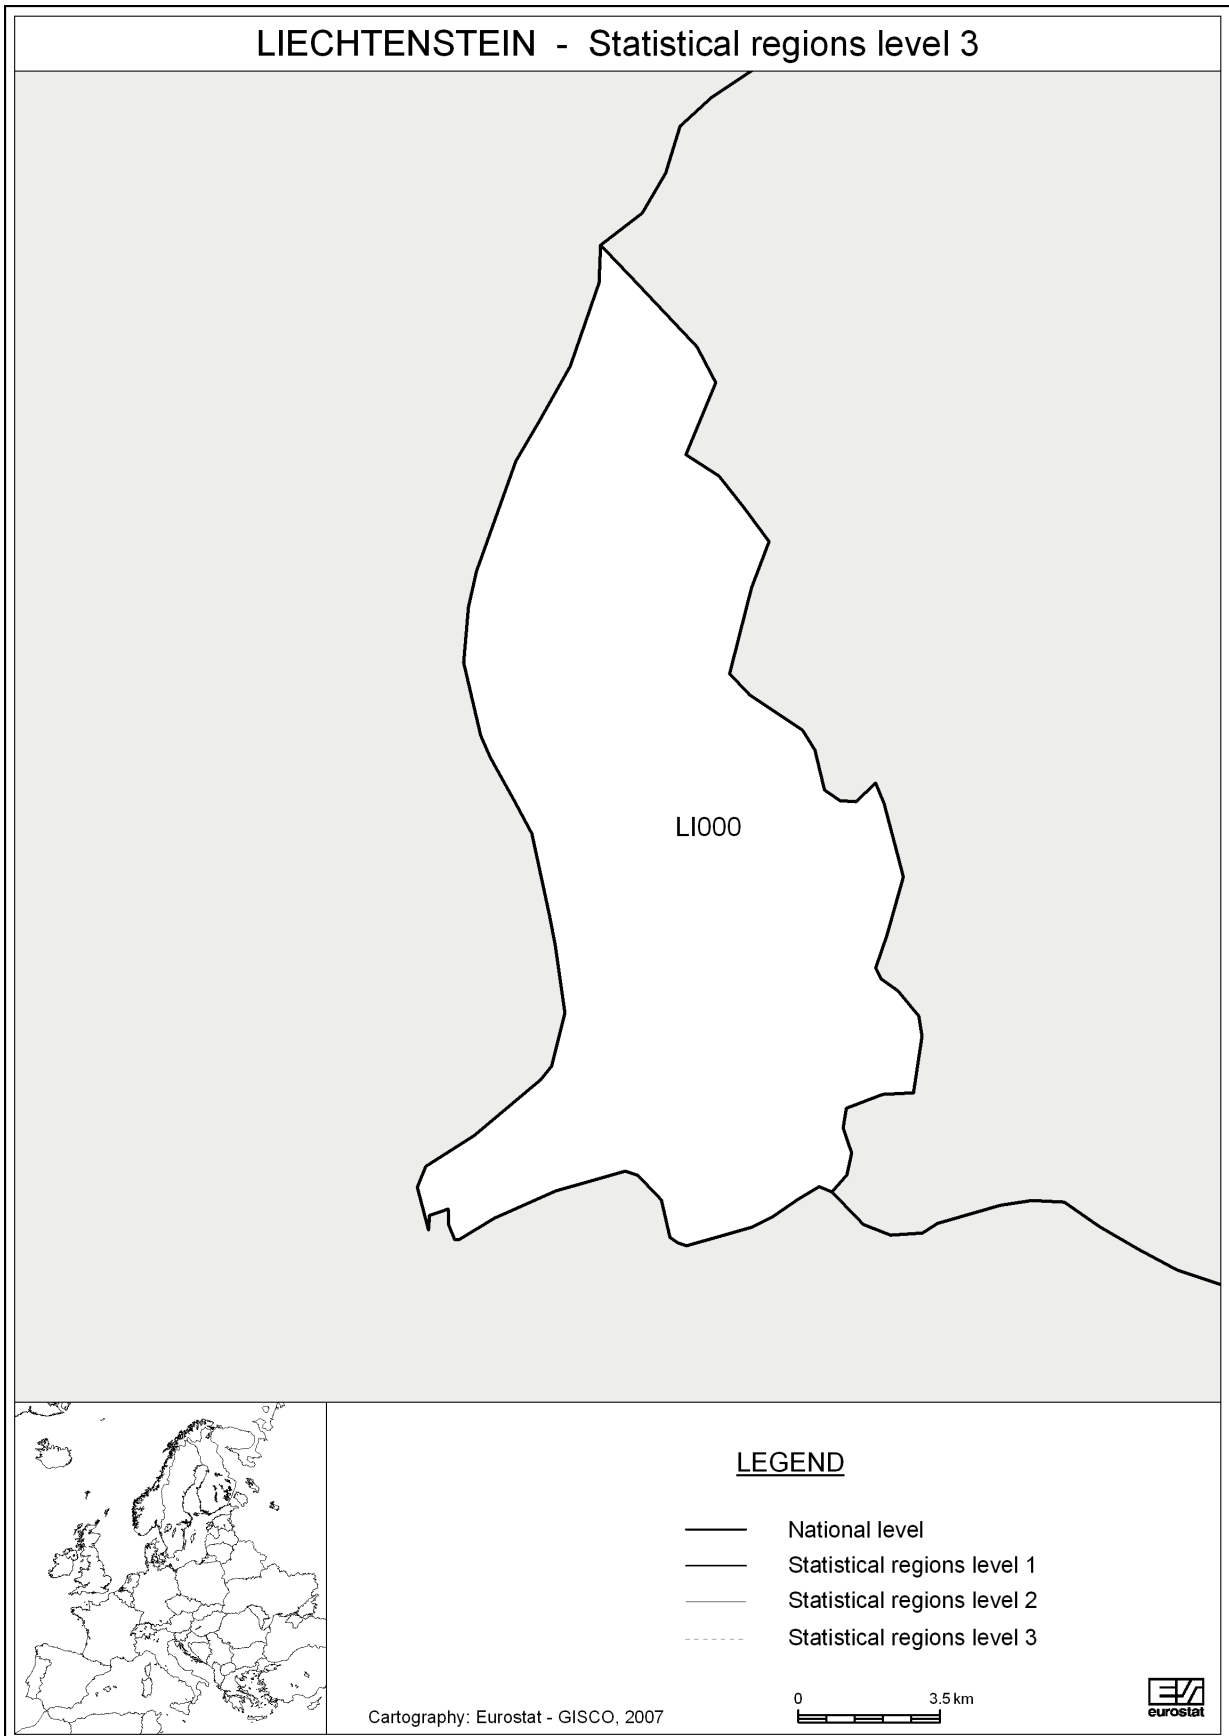 LIECHTENSTEIN - Statistical regions level 3
LI000
LEGEND
National level
Statistical regions level 1
Statistical regions level 2
Statistical regions level 3
Cartography: Eurostat - GISCO, 2007
0 3.5 km
eurostat